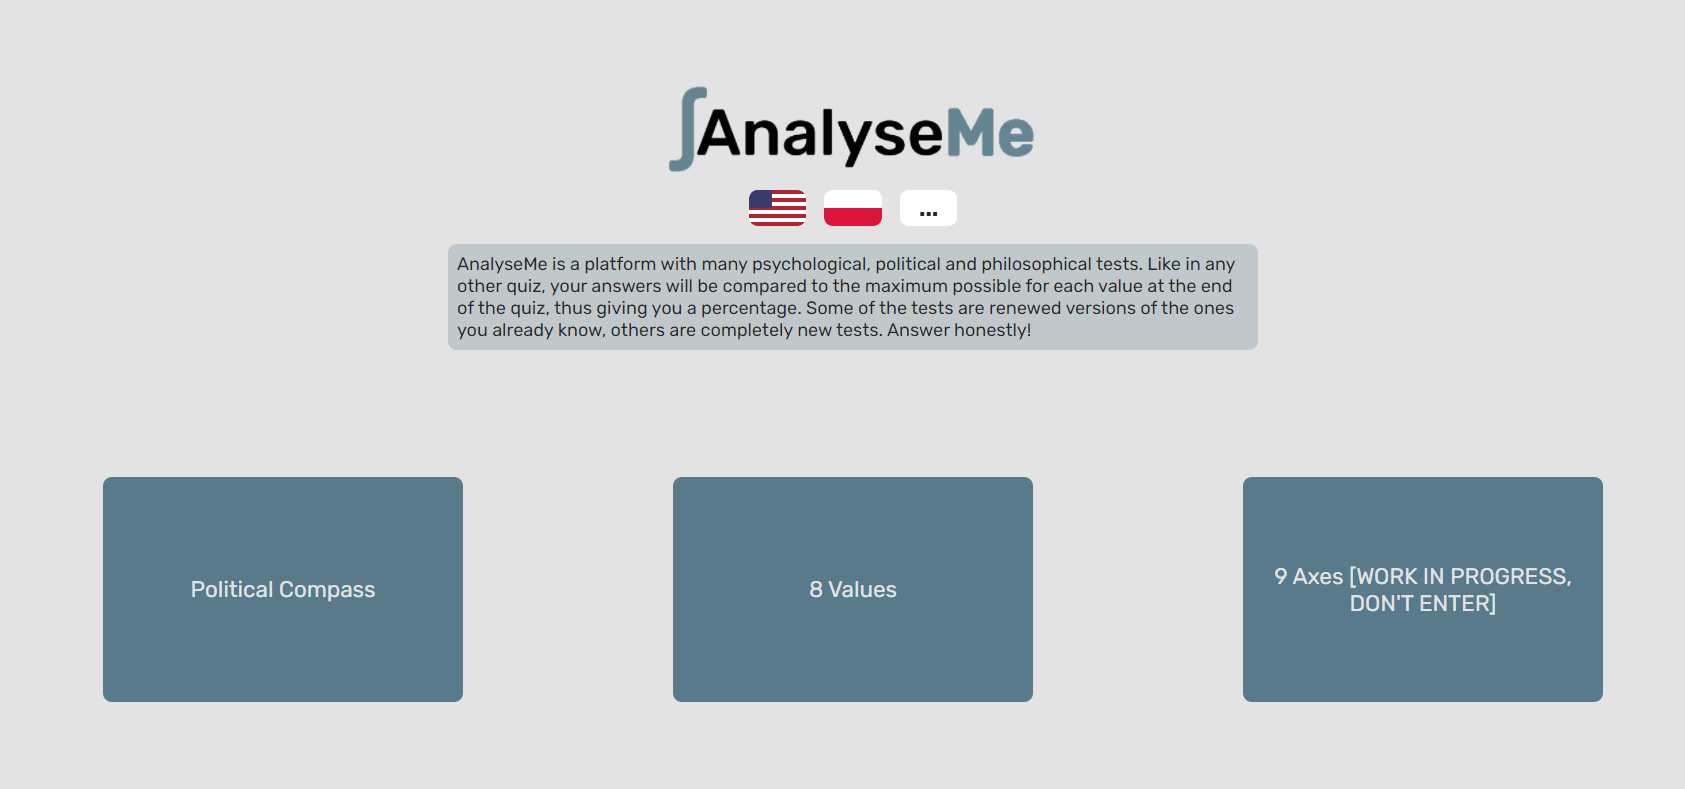 ∫AnalyseMe
...
AnalyseMe is a platform with many psychological, political and philosophical tests. Like in any
other quiz, your answers will be compared to the maximum possible for each value at the end
of the quiz, thus giving you a percentage. Some of the tests are renewed versions of the ones
you already know, others are completely new tests. Answer honestly!
Political Compass
8 Values
9 Axes [WORK IN PROGRESS,
DON'T ENTER]